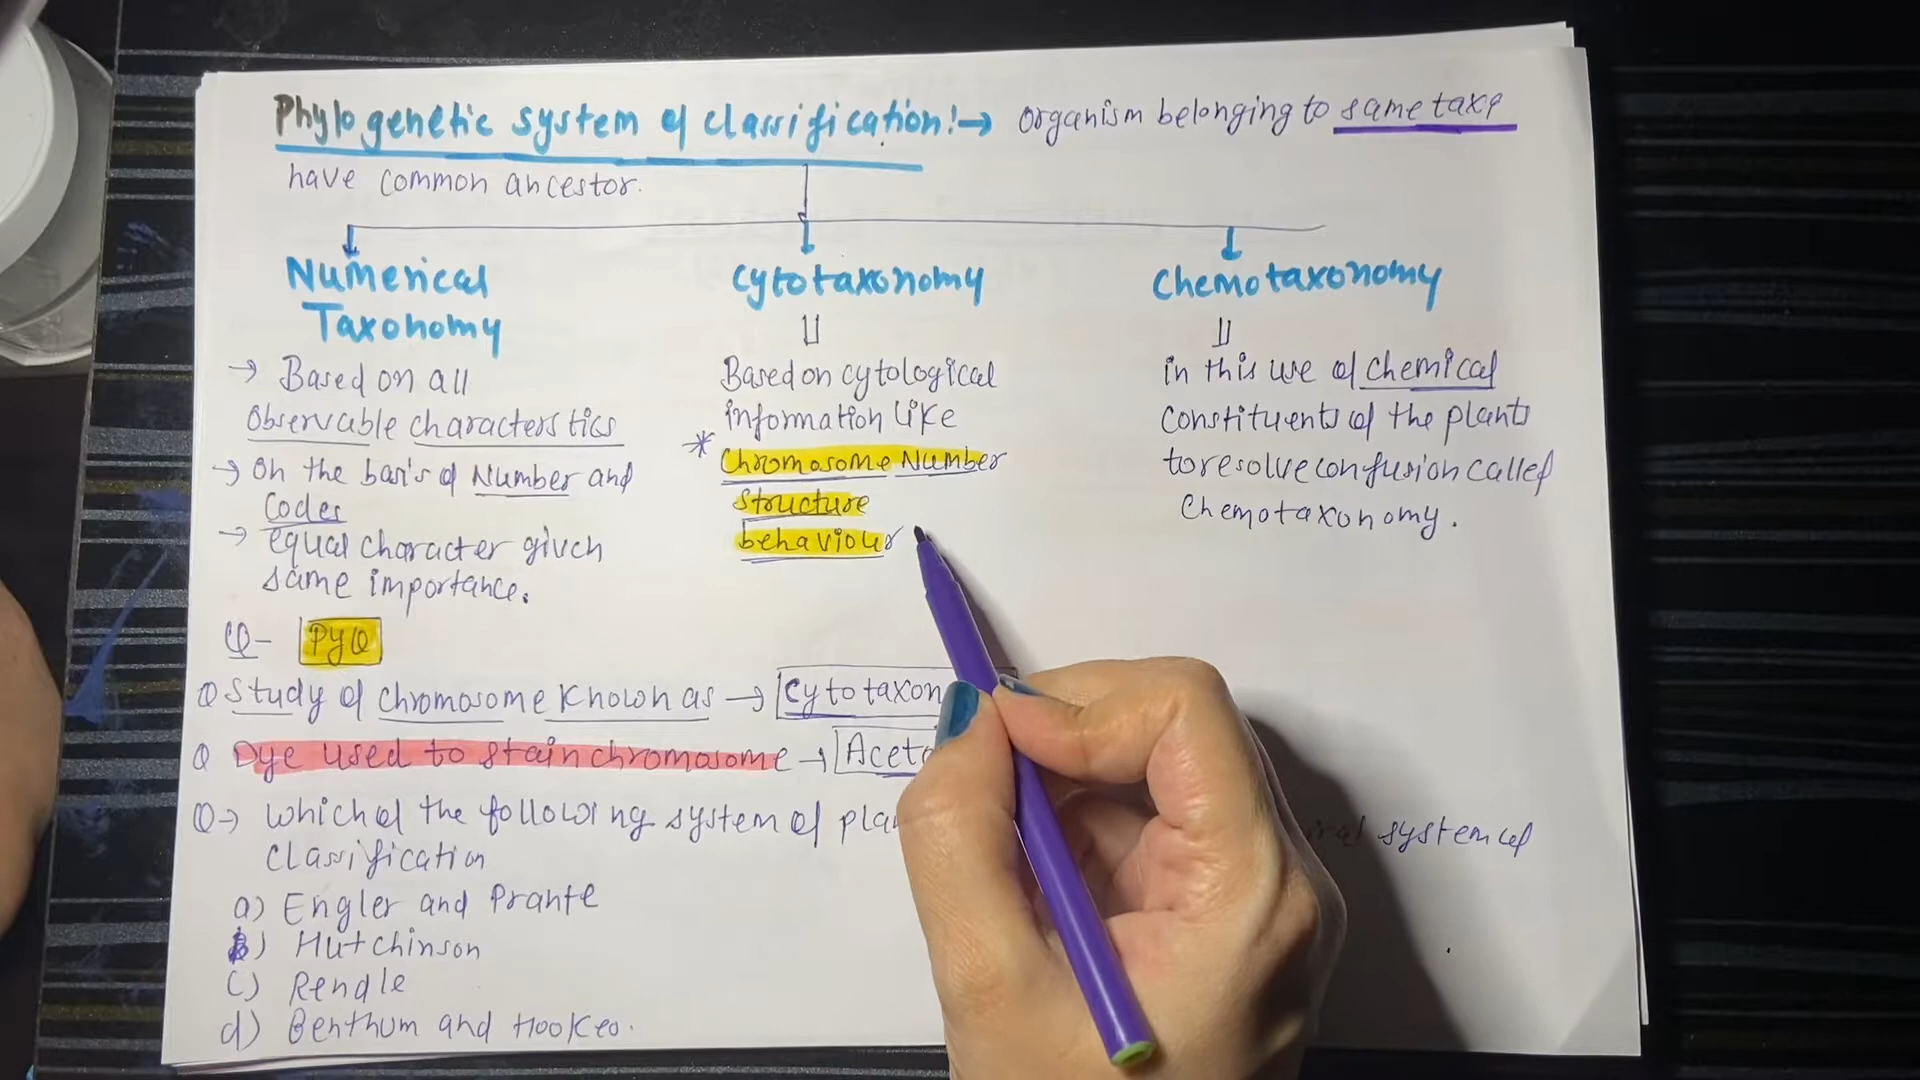 Phylogenetic system of classification!→ organism belonging to same taxa
have common ancestor.
Numerical
Taxonomy
→ Based on all
Observable characterstics
→ On the basis of Number and
Codes
→ equal character given
same importance.
Cytotaxonomy
Based on cytological
information like
* Chromosome Number
Structure
behaviour
Chemotaxonomy
in this use of chemical
constituents of the plants
to resolve confusion called
Chemotaxonomy.
Q- PYQ
Q Study of chromosome known as → Cytotaxon
Q Dye used to stain chromosome → Aceto
Q→ which of the following system of system of
classification
a) Engler and Prante
b) Hutchinson
c) Rendle
d) Benthum and Hookeo.